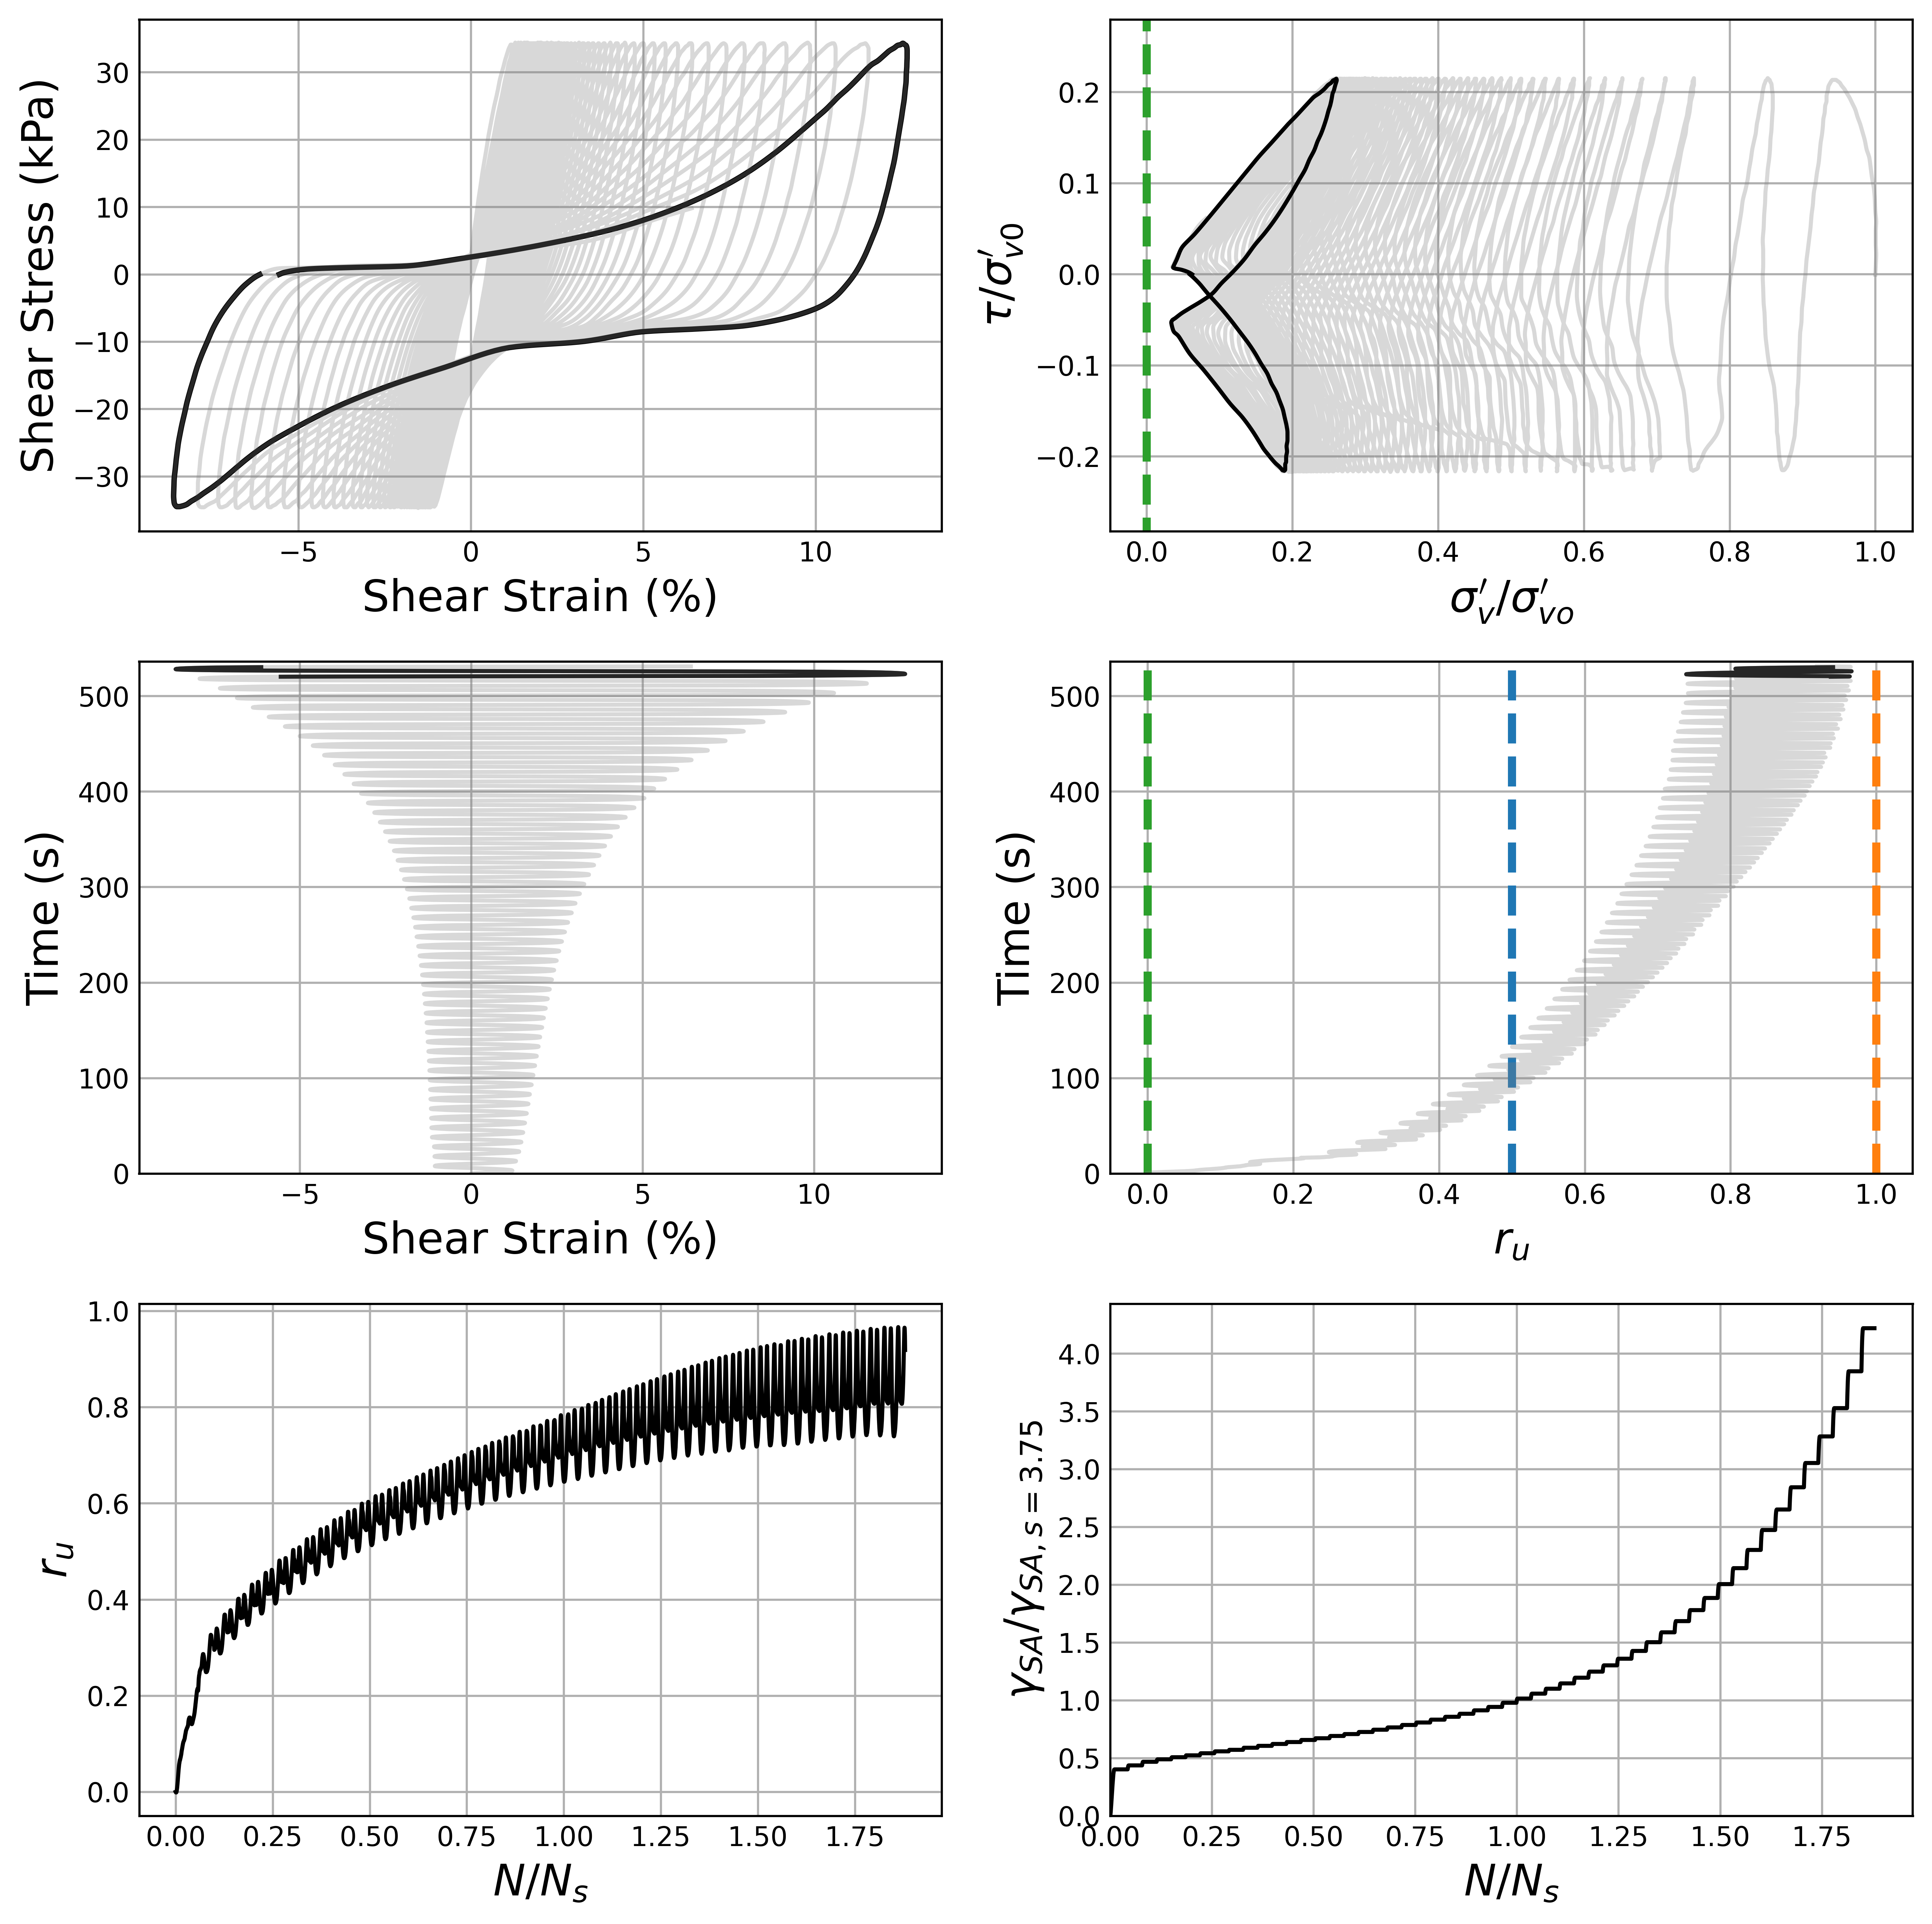 30
20
10
0
−10
−20
−30
Shear Stress (kPa)
−5 0 5 10
Shear Strain (%)
0.2
0.1
0.0
−0.1
−0.2
τ/σ′v0
0.0 0.2 0.4 0.6 0.8 1.0
σ′v/σ′vo
500
400
300
200
100
0
Time (s)
−5 0 5 10
Shear Strain (%)
500
400
300
200
100
0
Time (s)
0.0 0.2 0.4 0.6 0.8 1.0
ru
1.0
0.8
0.6
0.4
0.2
0.0
ru
0.00 0.25 0.50 0.75 1.00 1.25 1.50 1.75
N/Ns
4.0
3.5
3.0
2.5
2.0
1.5
1.0
0.5
0.0
γSA/γSA, s = 3.75
0.00 0.25 0.50 0.75 1.00 1.25 1.50 1.75
N/Ns